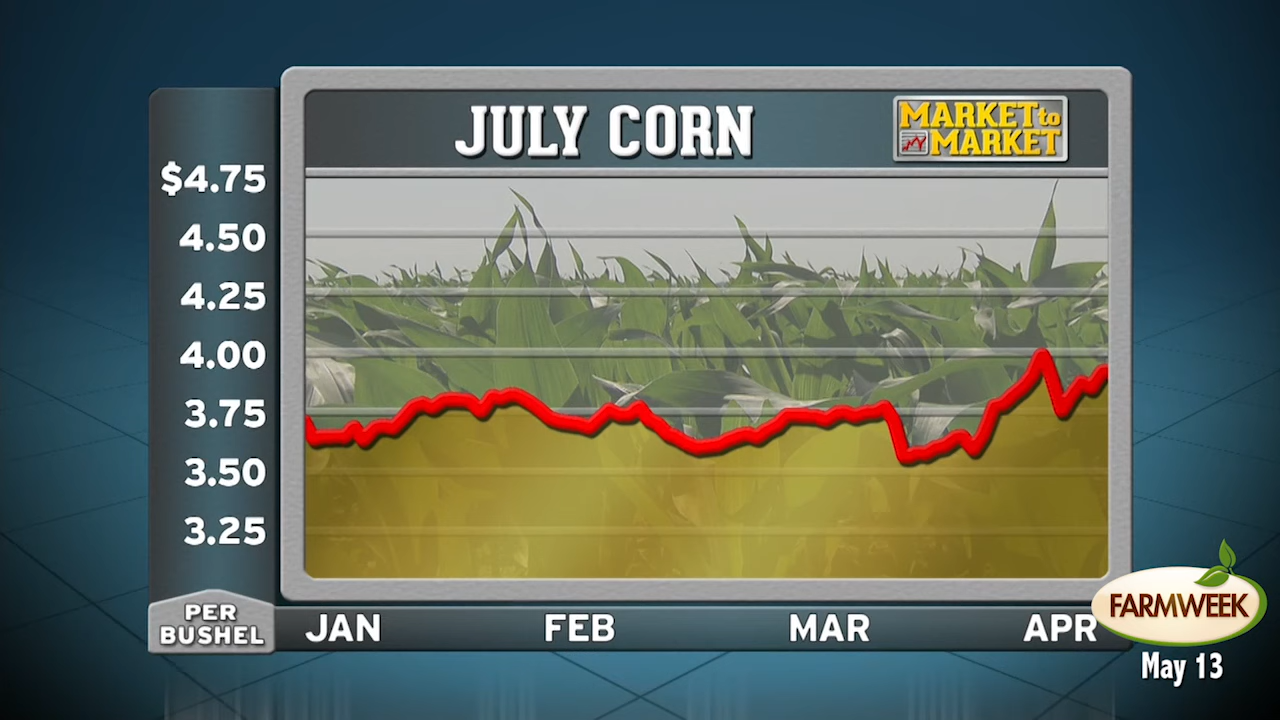 JULY CORN
MARKET to
MARKET
$4.75
4.50
4.25
4.00
3.75
3.50
3.25
PER
BUSHEL
JAN FEB MAR APR
FARMWEEK
May 13